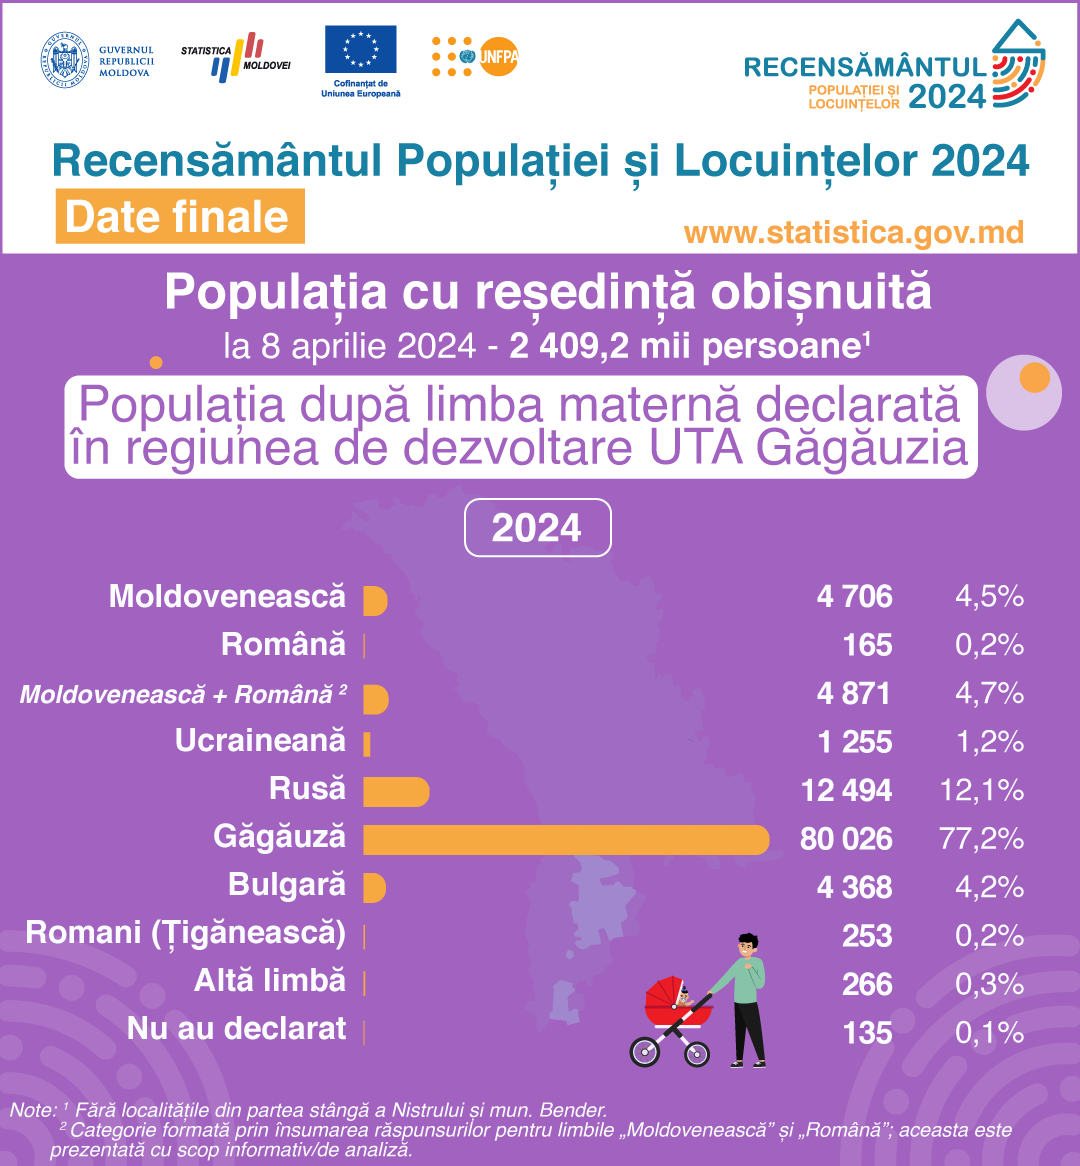 GUVERNUL
REPUBLICII
MOLDOVA
STATISTICA
MOLDOVEI
Cofinanțat de
Uniunea Europeană
UNFPA
RECENSĂMÂNTUL
POPULAȚIEI ȘI
LOCUINȚELOR
2024
Recensământul Populației și Locuințelor 2024
Date finale
www.statistica.gov.md
Populația cu reședință obișnuită
la 8 aprilie 2024 - 2 409,2 mii persoane¹
Populația după limba maternă declarată
în regiunea de dezvoltare UTA Găgăuzia
2024
Moldovenească 4 706 4,5%
Română 165 0,2%
Moldovenească + Română ² 4 871 4,7%
Ucraineană 1 255 1,2%
Rusă 12 494 12,1%
Găgăuză 80 026 77,2%
Bulgară 4 368 4,2%
Romani (Țigănească) 253 0,2%
Altă limbă 266 0,3%
Nu au declarat 135 0,1%
Note: ¹ Fără localitățile din partea stângă a Nistrului și mun. Bender.
² Categorie formată prin însumarea răspunsurilor pentru limbile „Moldovenească” și „Română”; aceasta este
prezentată cu scop informativ/de analiză.